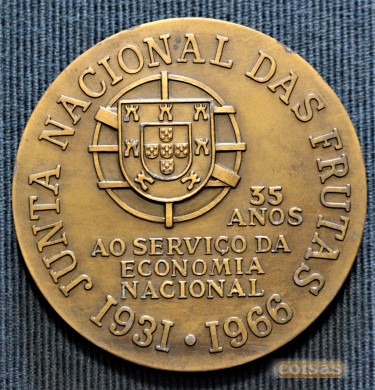 JUNTA NACIONAL DAS FRUTAS
35
ANOS
AO SERVIÇO DA
ECONOMIA
NACIONAL
1931 · 1966
coisas